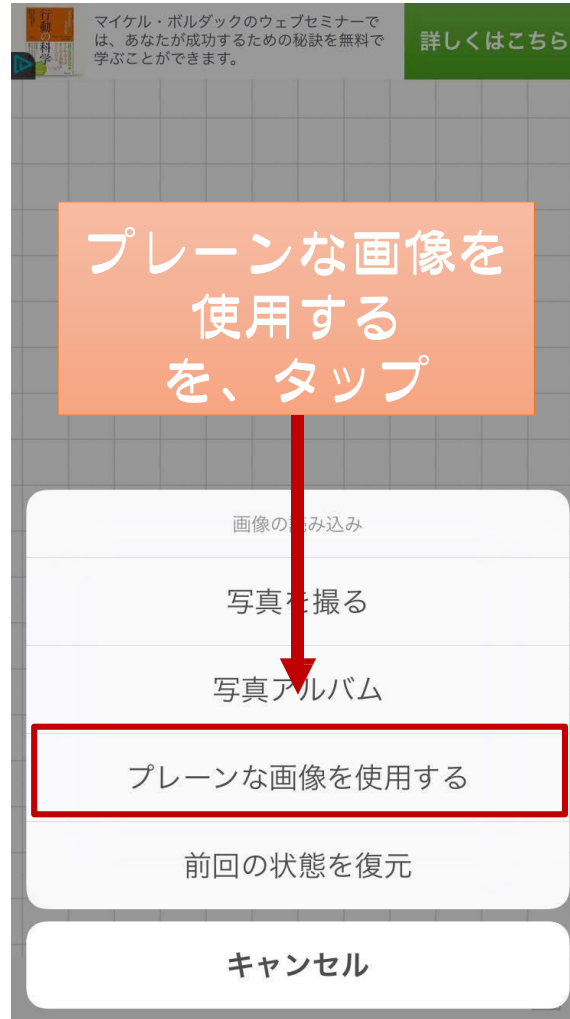 行動の科学
マイケル・ボルダックのウェブセミナーで
は、あなたが成功するための秘訣を無料で
学ぶことができます。
詳しくはこちら
プレーンな画像を
使用する
を、タップ
画像の読み込み
写真を撮る
写真アルバム
プレーンな画像を使用する
前回の状態を復元
キャンセル